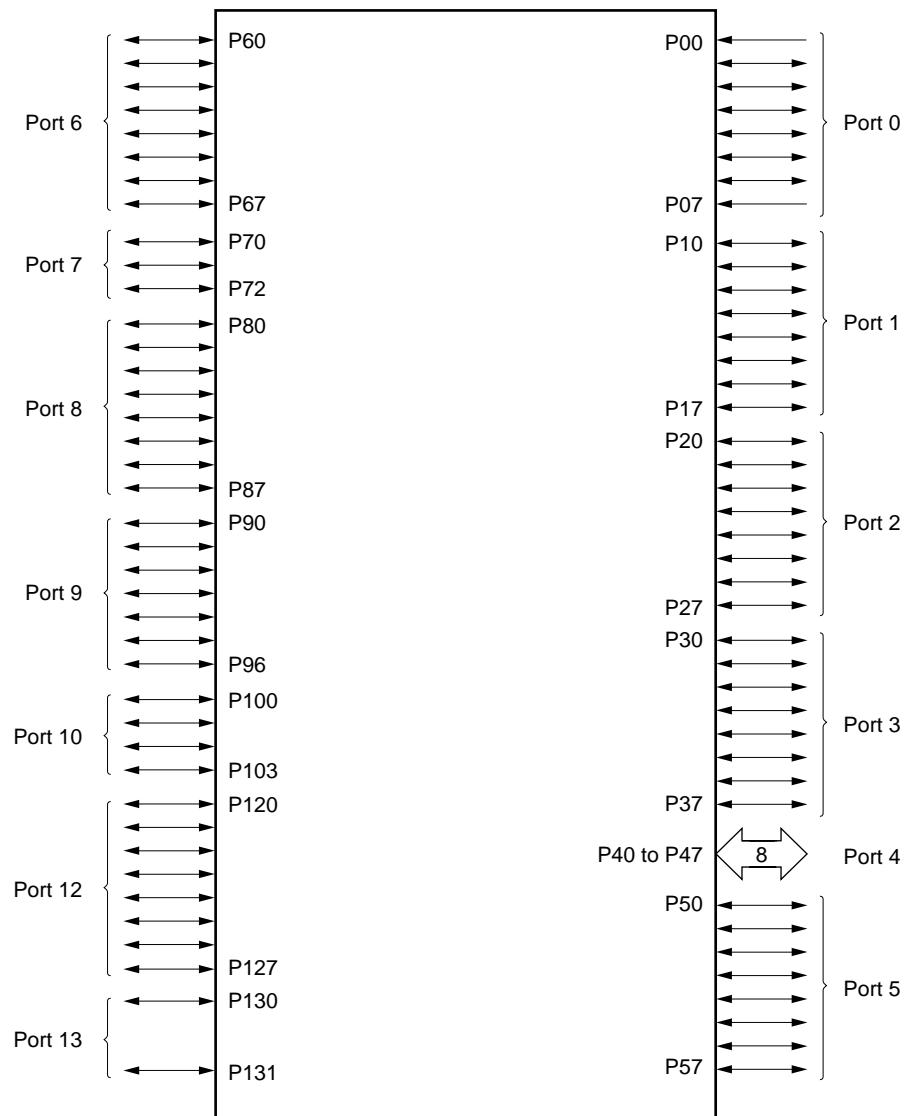 Port 6
P60
P67
Port 7
P70
P72
Port 8
P80
P87
Port 9
P90
P96
Port 10
P100
P103
Port 12
P120
P127
Port 13
P130
P131
P00
P07
Port 0
P10
P17
Port 1
P20
P27
Port 2
P30
P37
Port 3
P40 to P47
8
Port 4
P50
P57
Port 5